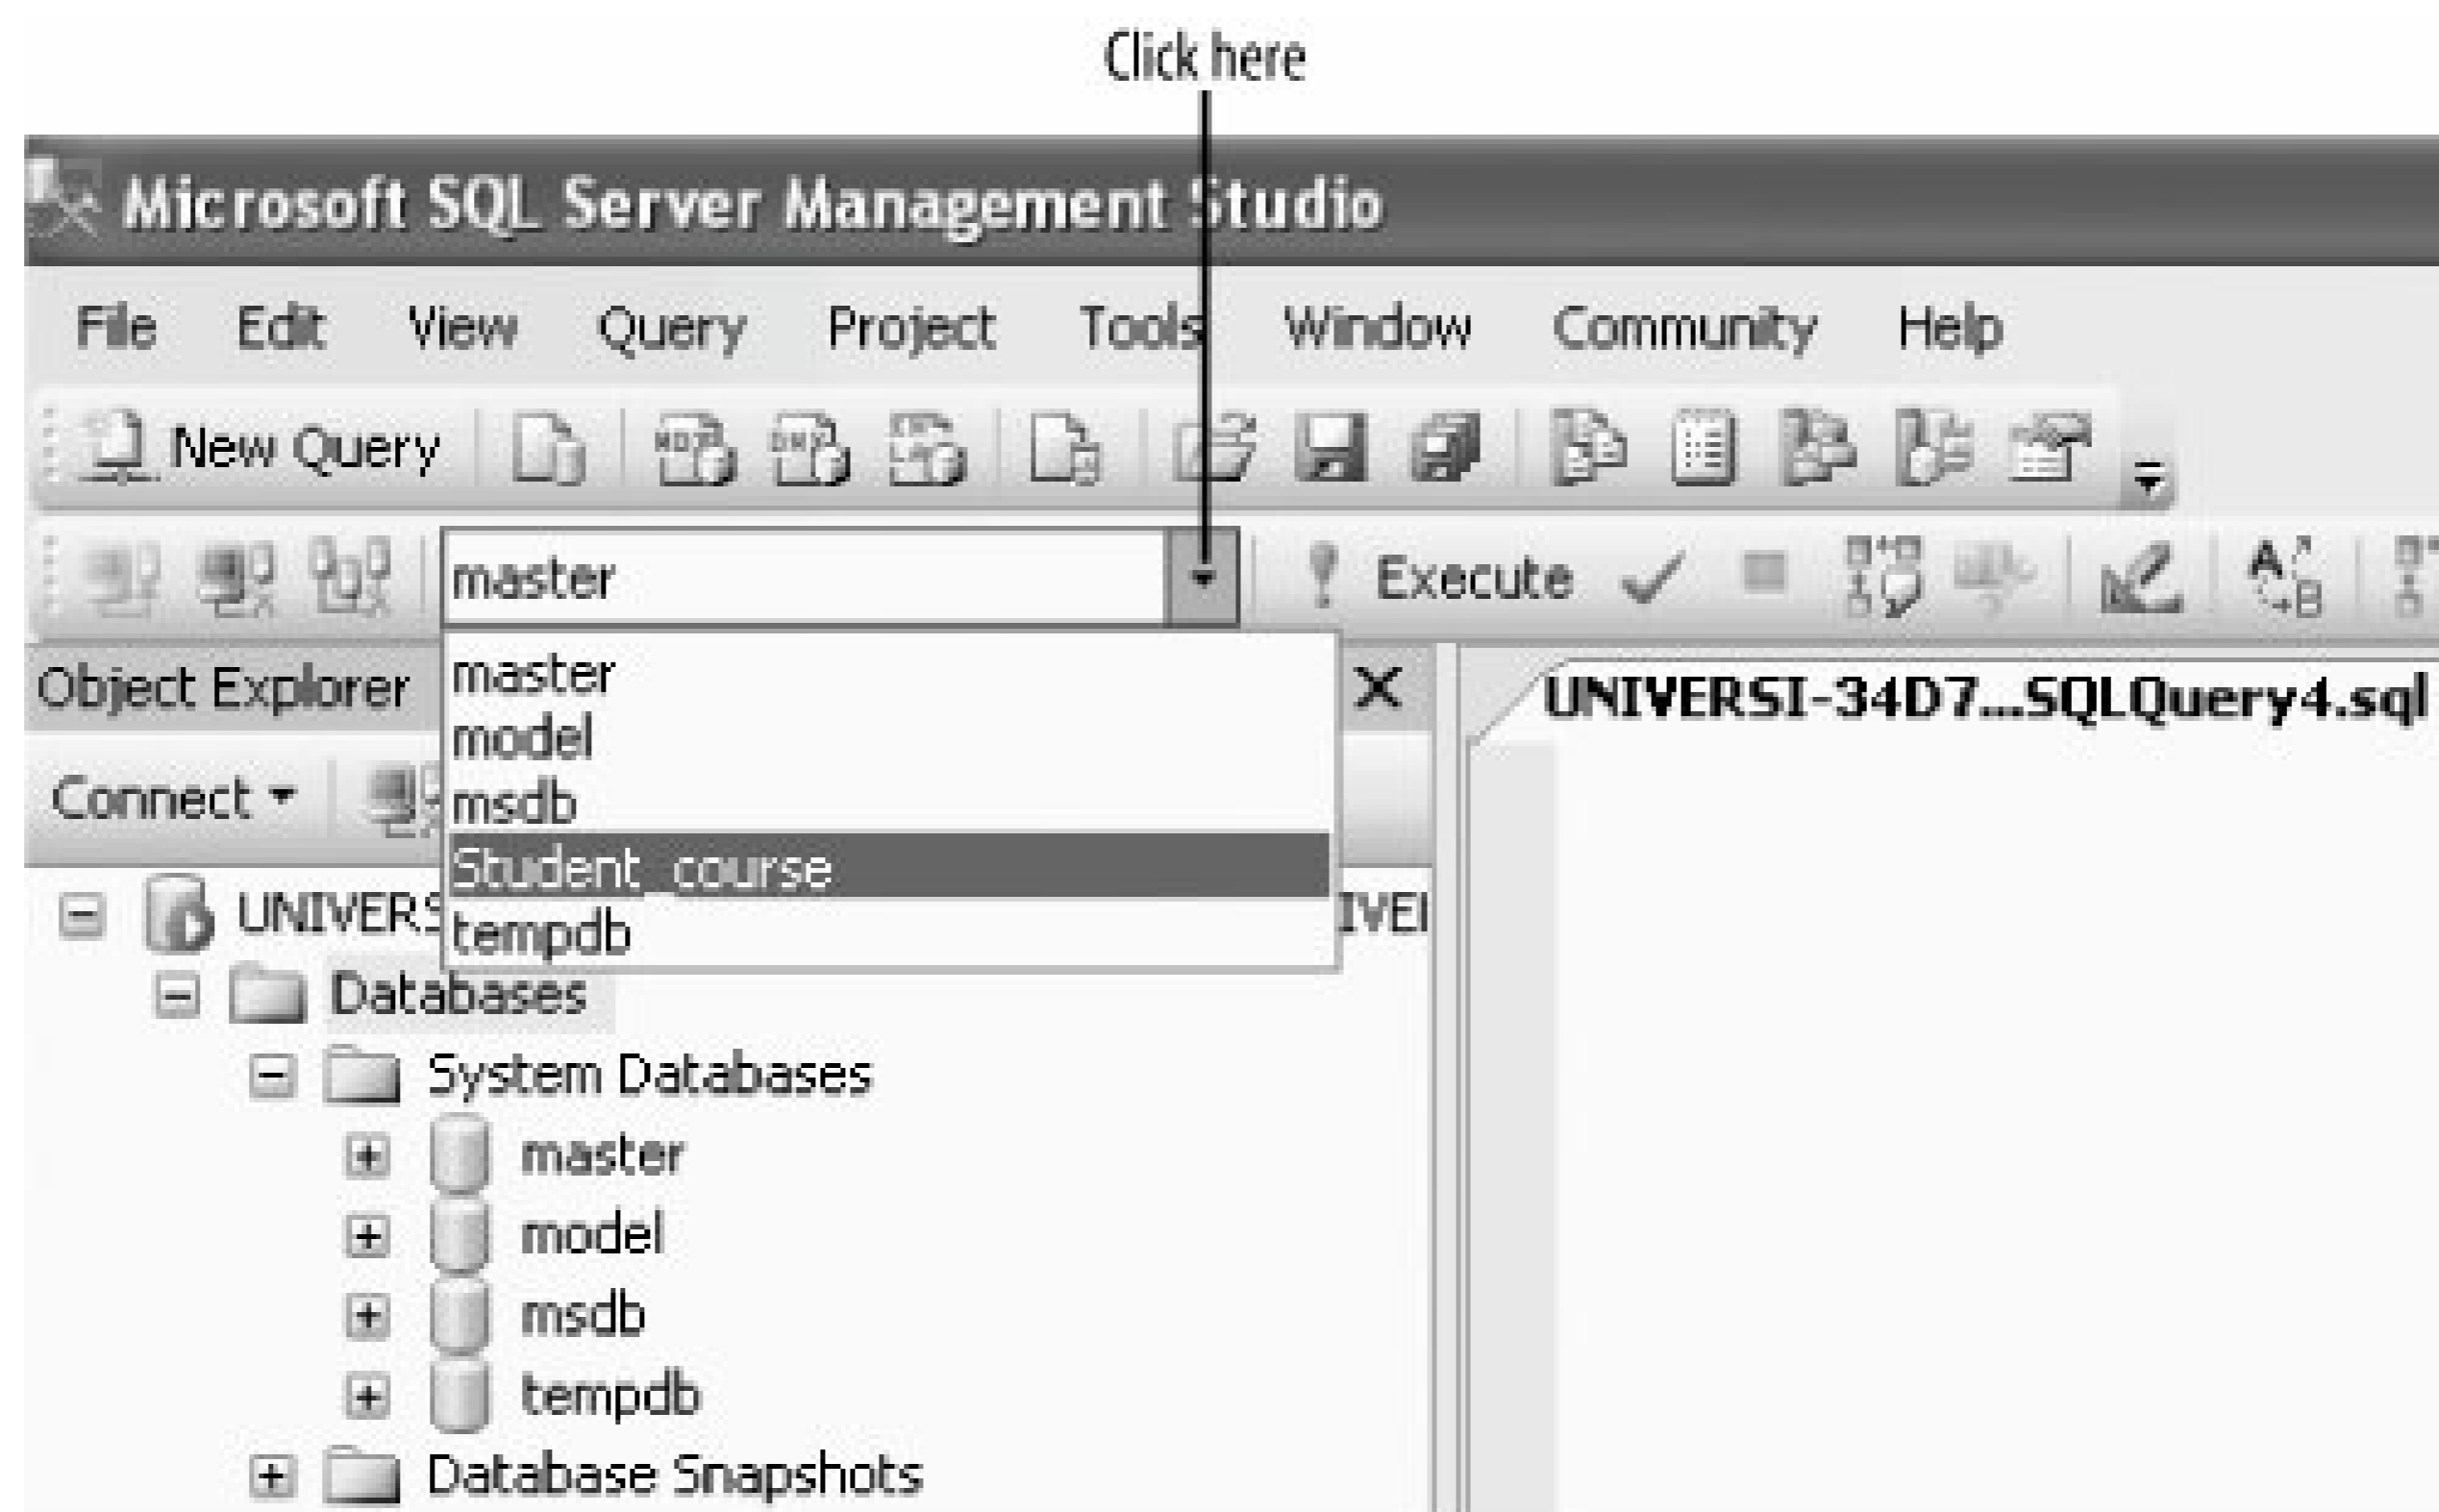 Click here
Microsoft SQL Server Management Studio
File Edit View Query Project Tools Window Community Help
New Query
master Execute
Object Explorer
master
model
msdb
Student_course
tempdb
UNIVERSI-34D7...SQLQuery4.sql
Connect
UNIVERS IVE
Databases
System Databases
master
model
msdb
tempdb
Database Snapshots